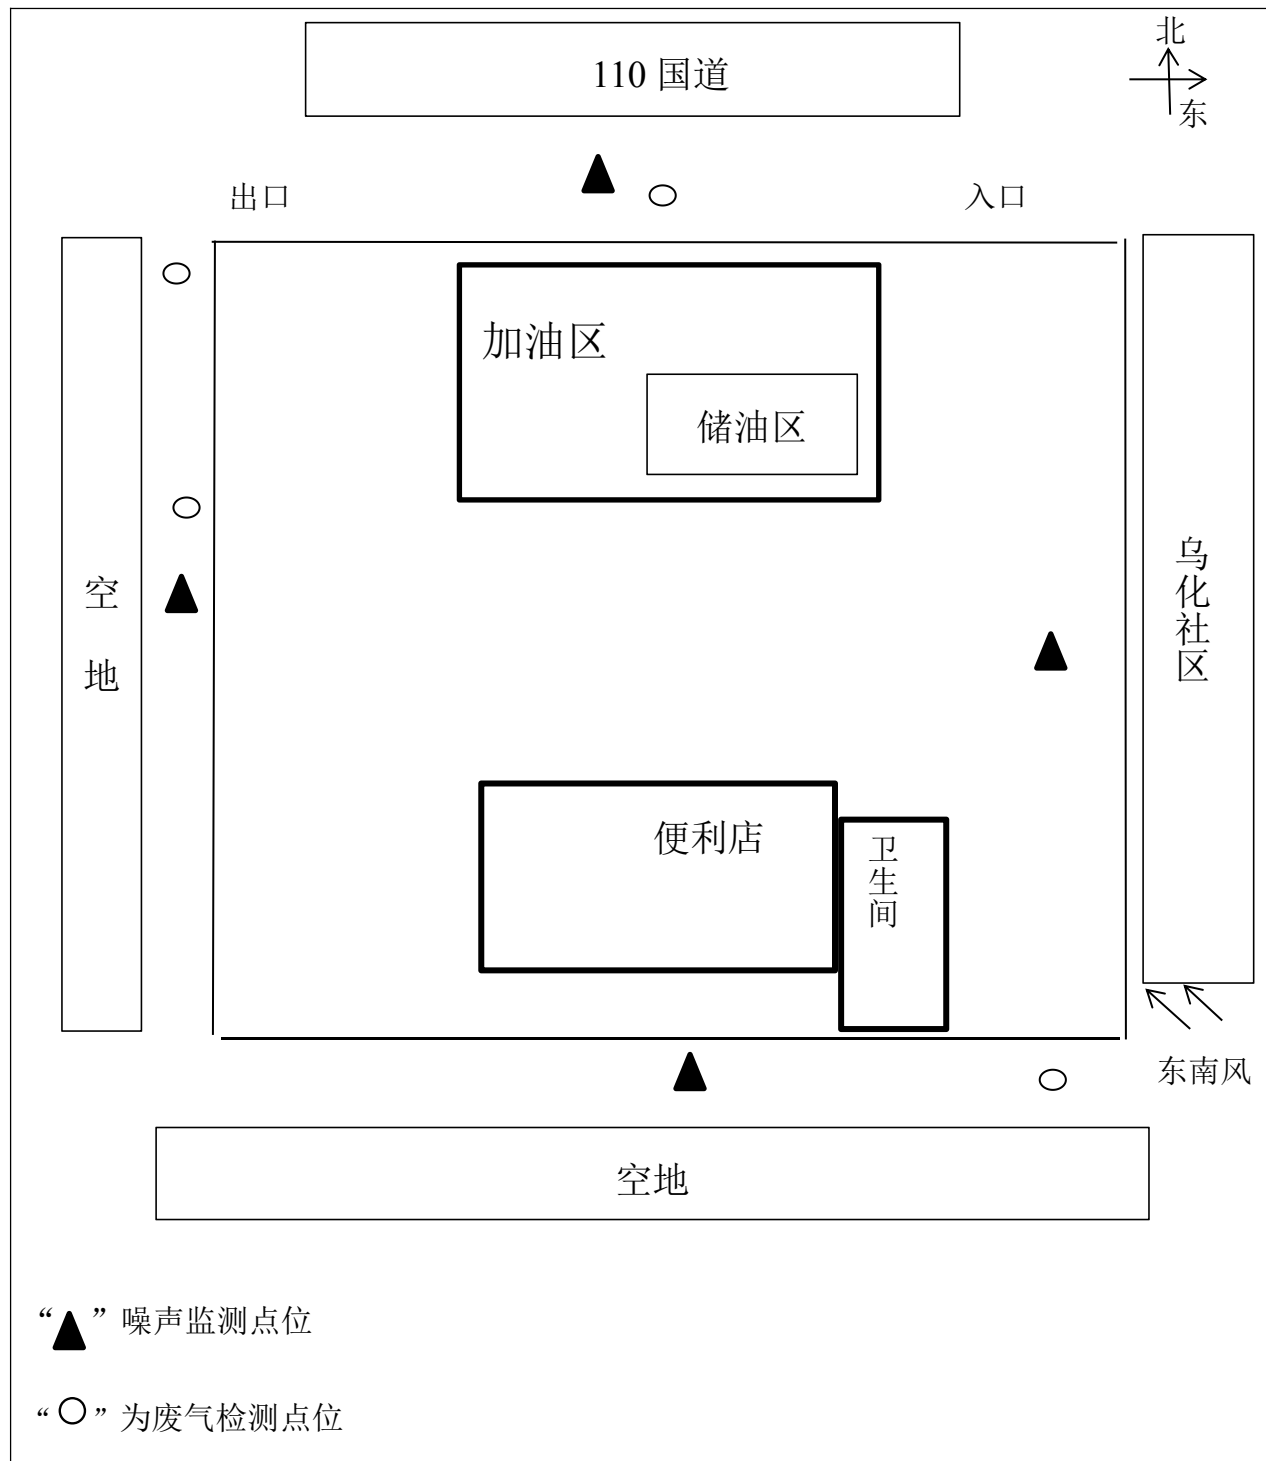 110 国道
北
东
出口
入口
加油区
储油区
空地
乌化社区
便利店
卫生间
东南风
空地
“▲”噪声监测点位
“○”为废气检测点位